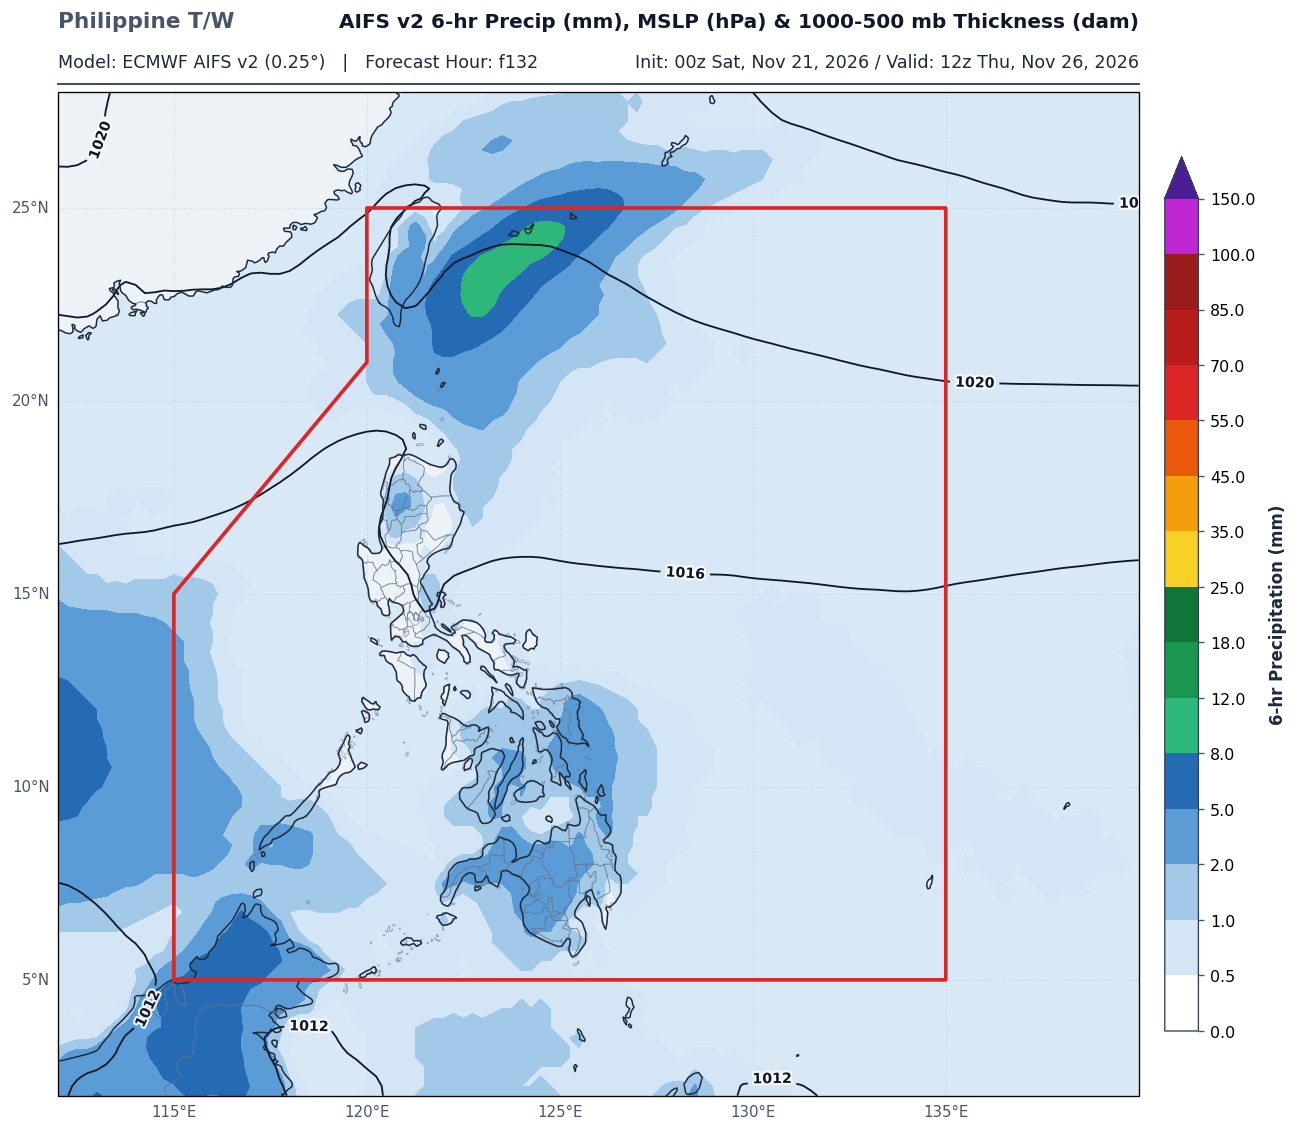 Philippine T/W
AIFS v2 6-hr Precip (mm), MSLP (hPa) & 1000-500 mb Thickness (dam)
Model: ECMWF AIFS v2 (0.25°) | Forecast Hour: f132
Init: 00z Sat, Nov 21, 2026 / Valid: 12z Thu, Nov 26, 2026
1020
10
1020
1016
1012
1012
1012
25°N
20°N
15°N
10°N
5°N
115°E
120°E
125°E
130°E
135°E
150.0
100.0
85.0
70.0
55.0
45.0
35.0
25.0
18.0
12.0
8.0
5.0
2.0
1.0
0.5
0.0
6-hr Precipitation (mm)